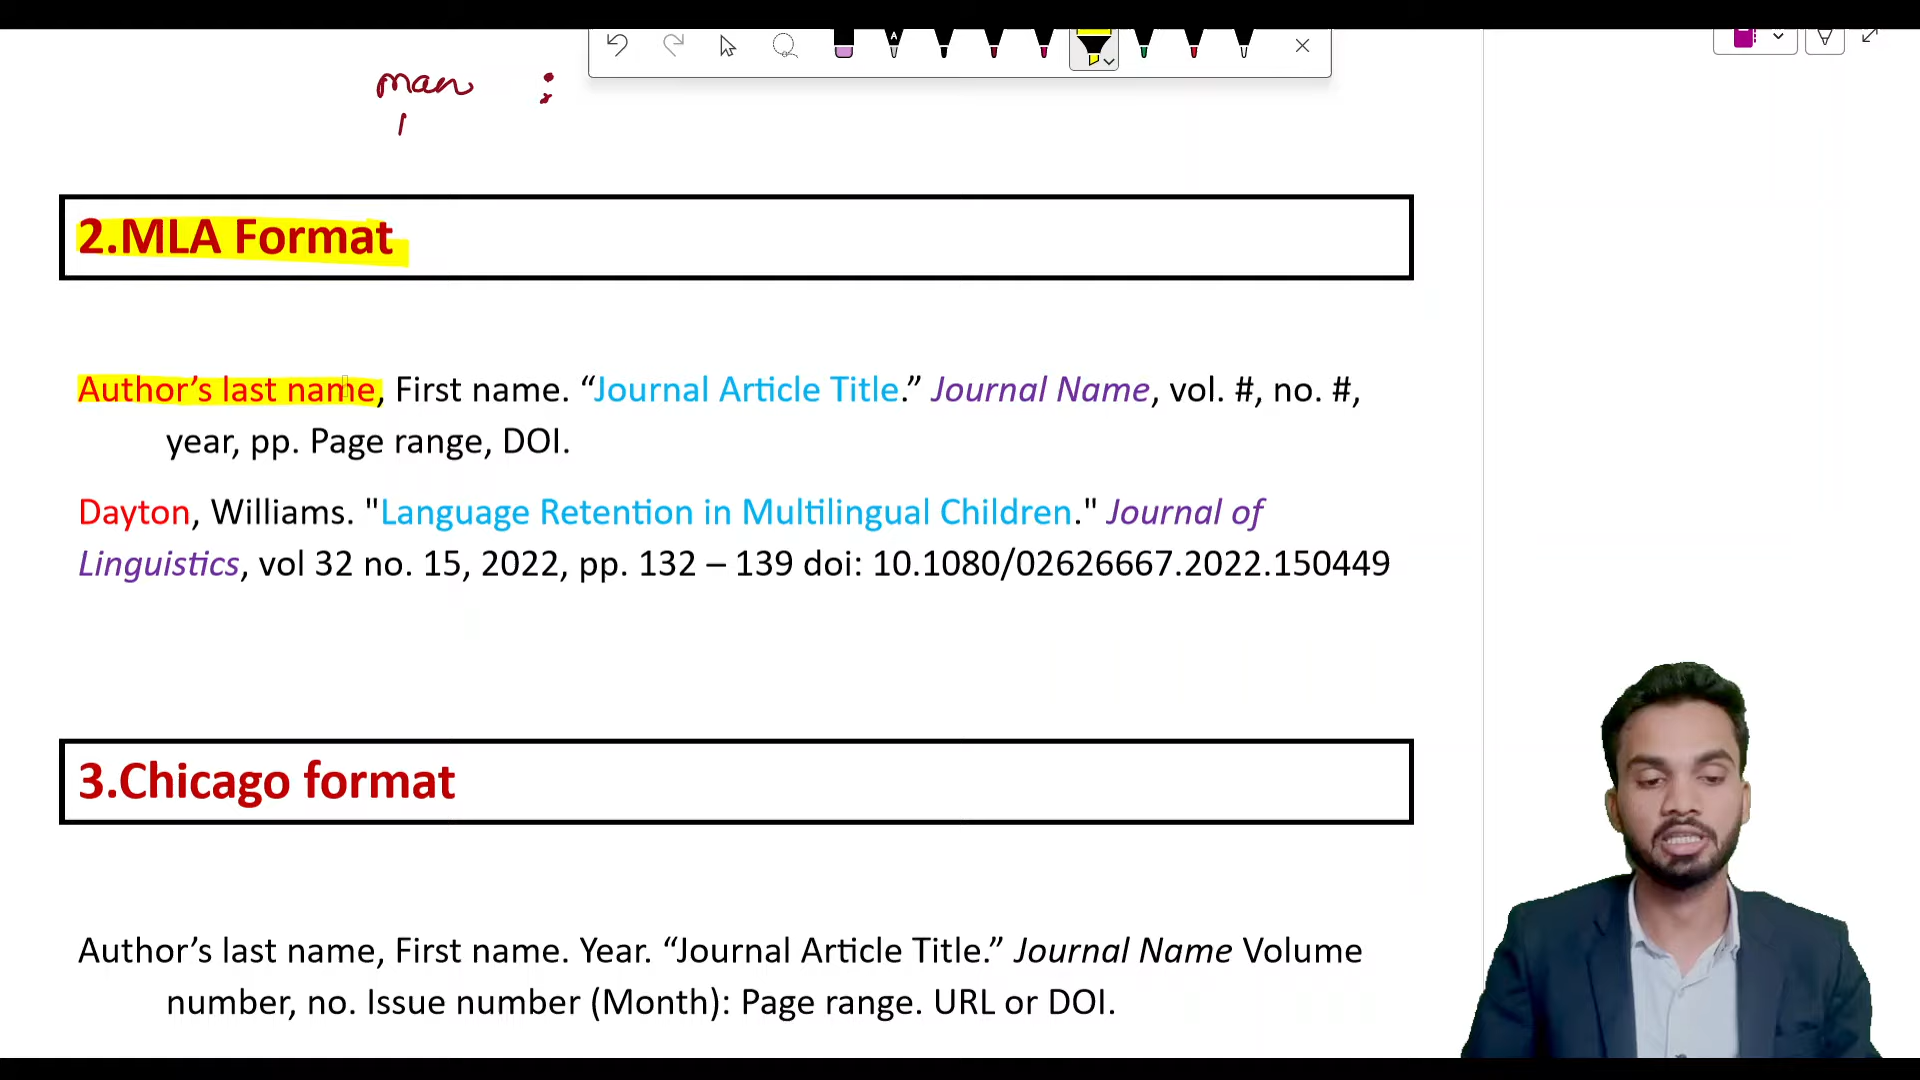 man :
2.MLA Format
Author’s last name, First name. “Journal Article Title.” Journal Name, vol. #, no. #,
year, pp. Page range, DOI.
Dayton, Williams. "Language Retention in Multilingual Children." Journal of
Linguistics, vol 32 no. 15, 2022, pp. 132 – 139 doi: 10.1080/02626667.2022.150449
3.Chicago format
Author’s last name, First name. Year. “Journal Article Title.” Journal Name Volume
number, no. Issue number (Month): Page range. URL or DOI.